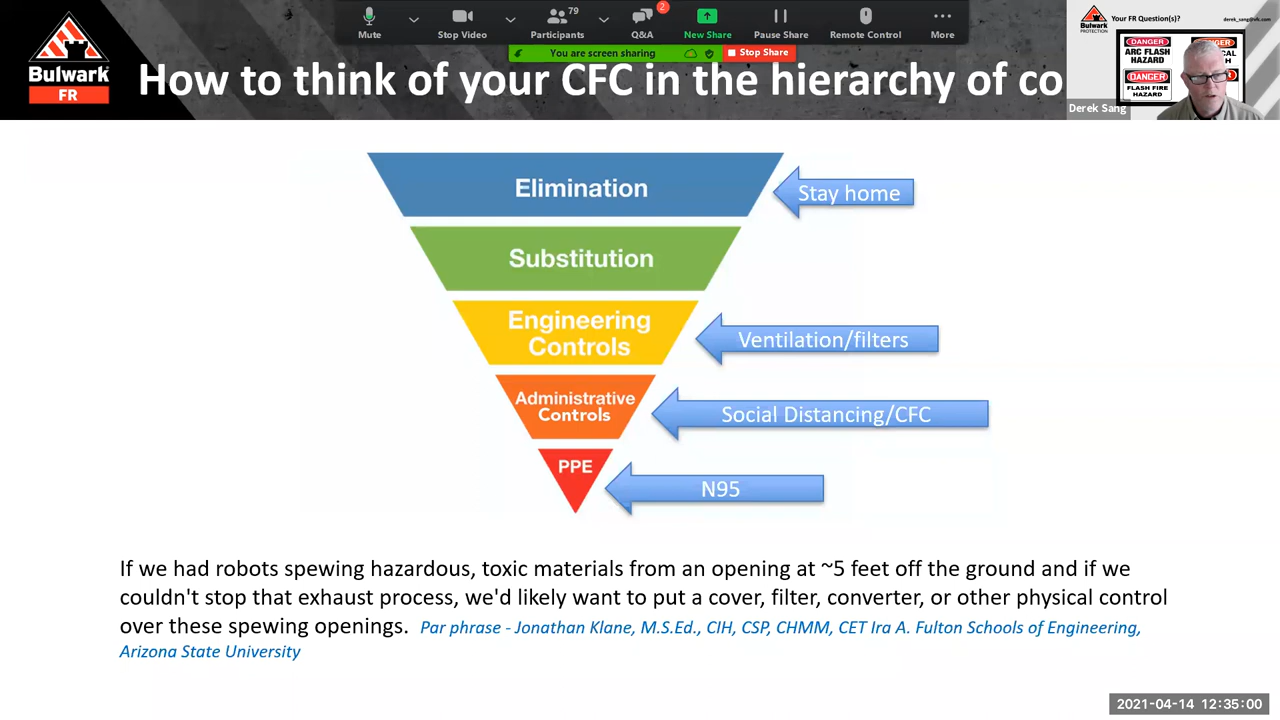 Mute
Stop Video
79
Participants
2
Q&A
New Share
Pause Share
Remote Control
More
You are screen sharing
Stop Share
Bulwark
FR
How to think of your CFC in the hierarchy of co
Bulwark
PROTECTION
Your FR Question(s)?
DANGER
ARC FLASH
HAZARD
DANGER
FLASH FIRE
HAZARD
Derek Sang
Elimination
Stay home
Substitution
Engineering
Controls
Ventilation/filters
Administrative
Controls
Social Distancing/CFC
PPE
N95
If we had robots spewing hazardous, toxic materials from an opening at ~5 feet off the ground and if we
couldn't stop that exhaust process, we'd likely want to put a cover, filter, converter, or other physical control
over these spewing openings. Par phrase - Jonathan Klane, M.S.Ed., CIH, CSP, CHMM, CET Ira A. Fulton Schools of Engineering,
Arizona State University
2021-04-14 12:35:00